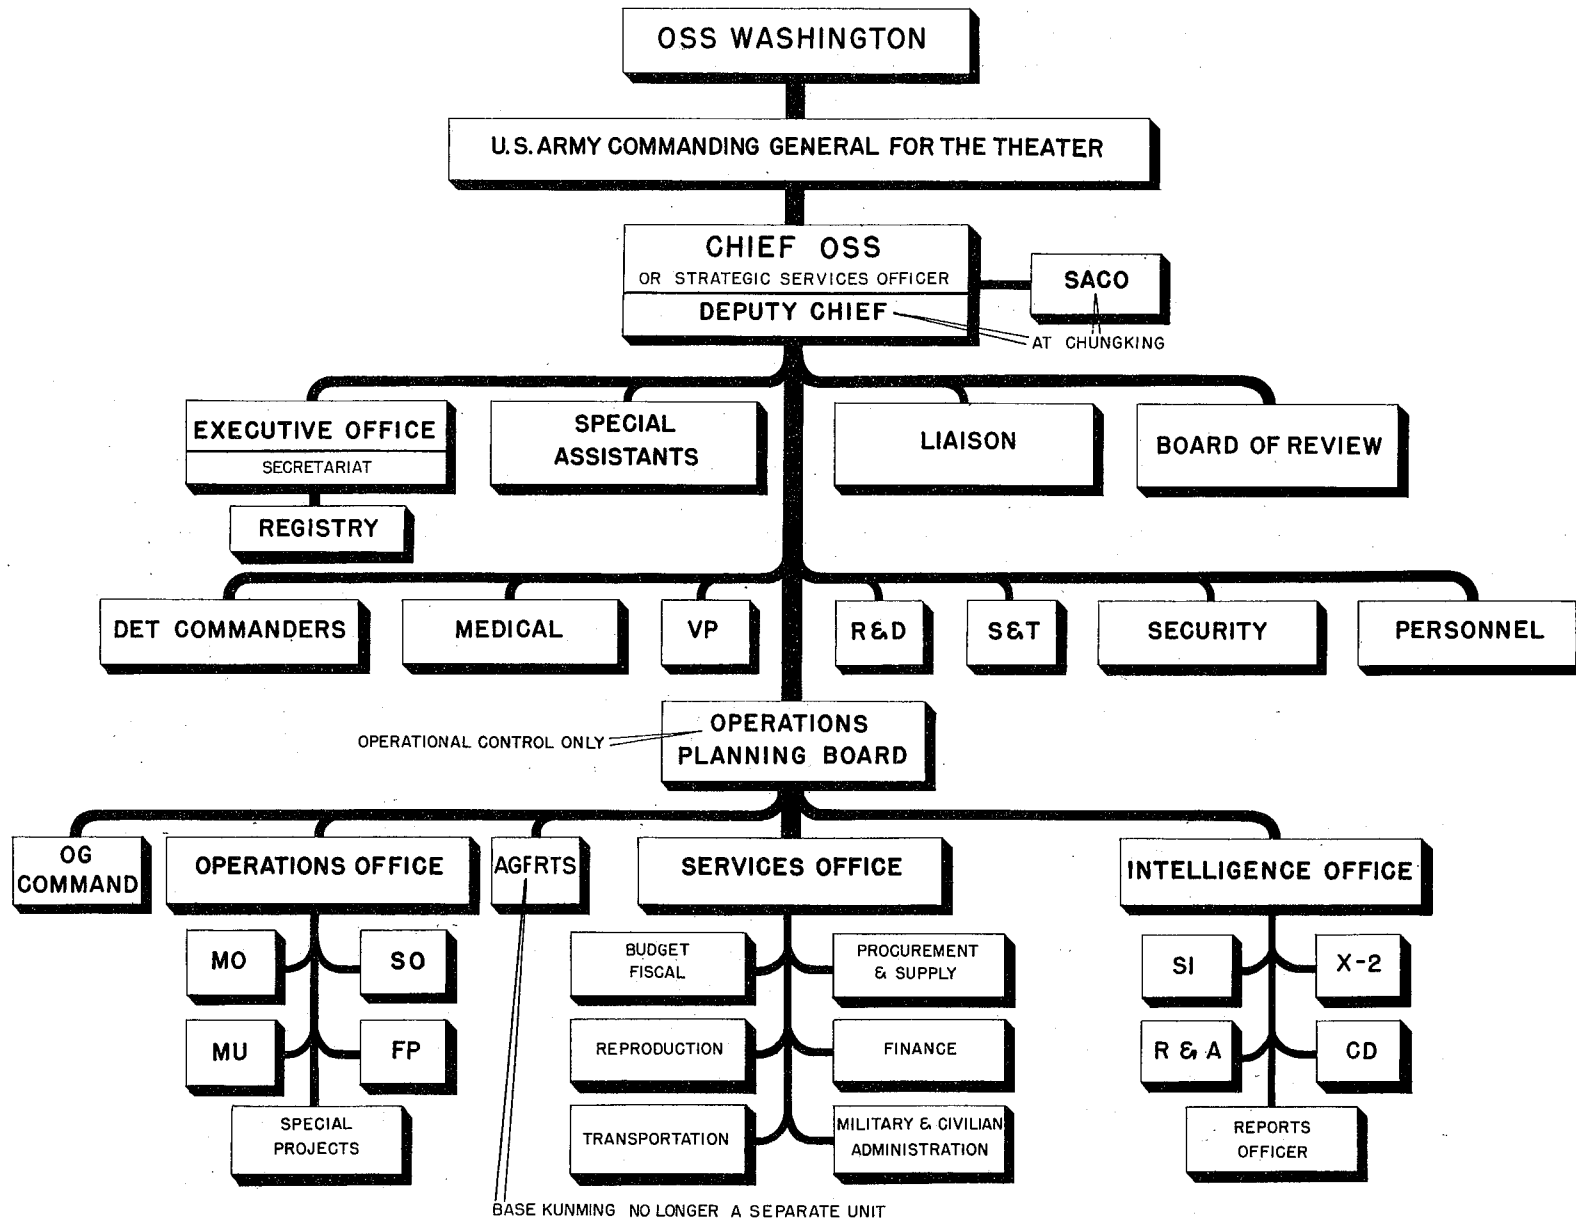 OSS WASHINGTON
U.S. ARMY COMMANDING GENERAL FOR THE THEATER
CHIEF OSS
OR STRATEGIC SERVICES OFFICER
DEPUTY CHIEF
SACO
AT CHUNGKING
EXECUTIVE OFFICE
SECRETARIAT
REGISTRY
SPECIAL
ASSISTANTS
LIAISON
BOARD OF REVIEW
DET COMMANDERS
MEDICAL
VP
R&D
S&T
SECURITY
PERSONNEL
OPERATIONS
PLANNING BOARD
OPERATIONAL CONTROL ONLY
OG
COMMAND
OPERATIONS OFFICE
AGFRTS
SERVICES OFFICE
INTELLIGENCE OFFICE
MO
SO
MU
FP
SPECIAL
PROJECTS
BUDGET
FISCAL
PROCUREMENT
& SUPPLY
REPRODUCTION
FINANCE
TRANSPORTATION
MILITARY & CIVILIAN
ADMINISTRATION
SI
X-2
R & A
CD
REPORTS
OFFICER
BASE KUNMING NO LONGER A SEPARATE UNIT